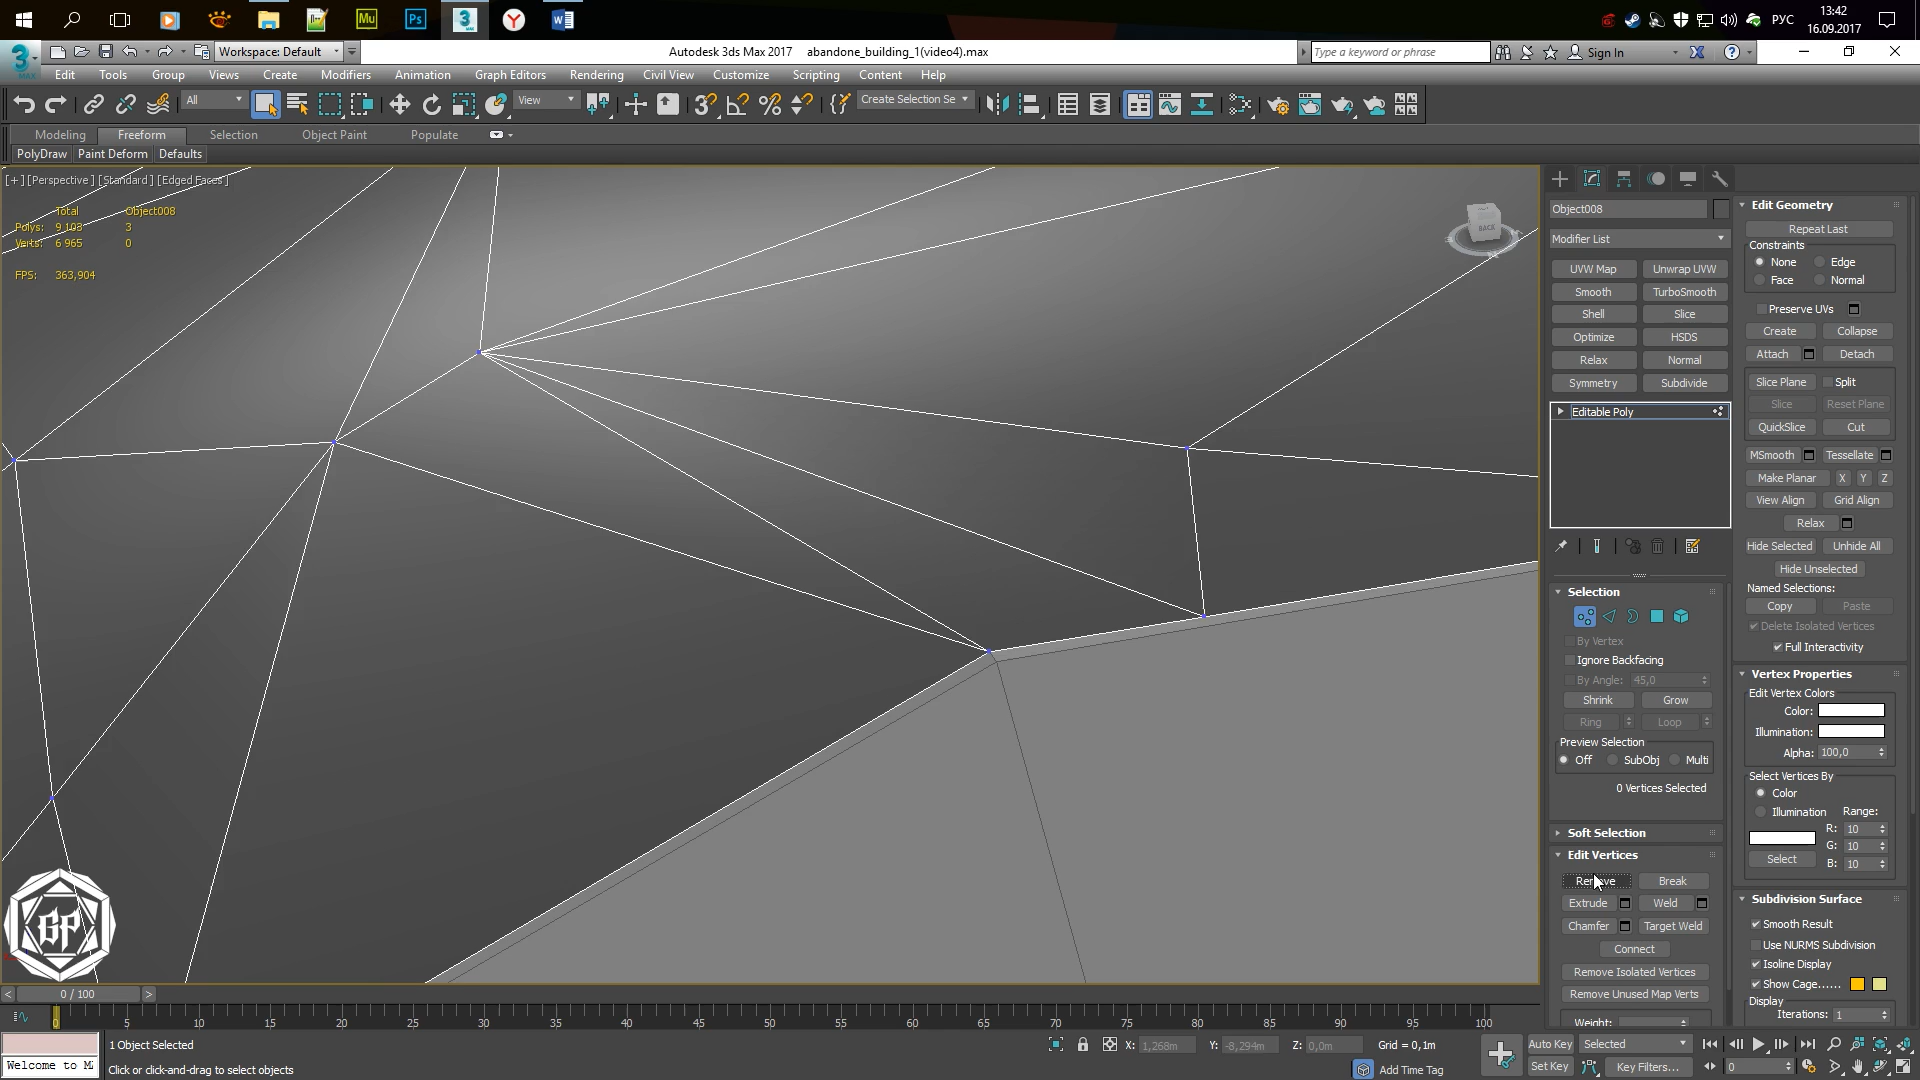 13:42
РУС
16.09.2017
Mu
Ps
3
Y
W
Workspace: Default
Autodesk 3ds Max 2017 abandone_building_1(video4).max
Type a keyword or phrase
Sign In
3
MAX
Edit Tools Group Views Create Modifiers Animation Graph Editors Rendering Civil View Customize Scripting Content Help
All
View
Create Selection Se
Modeling Freeform Selection Object Paint Populate
PolyDraw Paint Deform Defaults
[+] [Perspective] [Standard] [Edged Faces]
Total Object008
Polys: 9 103 3
Verts: 6 965 0
FPS: 363,904
BACK
Object008
Modifier List
UVW Map Unwrap UVW
Smooth TurboSmooth
Shell Slice
Optimize HSDS
Relax Normal
Symmetry Subdivide
Editable Poly
Selection
By Vertex
Ignore Backfacing
By Angle: 45,0
Shrink Grow
Ring Loop
Preview Selection
Off SubObj Multi
0 Vertices Selected
Soft Selection
Edit Vertices
Remove Break
Extrude Weld
Chamfer Target Weld
Connect
Remove Isolated Vertices
Remove Unused Map Verts
Weight:
Edit Geometry
Repeat Last
Constraints
None Edge
Face Normal
Preserve UVs
Create Collapse
Attach Detach
Slice Plane Split
Slice Reset Plane
QuickSlice Cut
MSmooth Tessellate
Make Planar X Y Z
View Align Grid Align
Relax
Hide Selected Unhide All
Hide Unselected
Named Selections:
Copy Paste
Delete Isolated Vertices
Full Interactivity
Vertex Properties
Edit Vertex Colors
Color:
Illumination:
Alpha: 100,0
Select Vertices By
Color
Illumination Range:
R: 10
G: 10
Select B: 10
Subdivision Surface
Smooth Result
Use NURMS Subdivision
Isoline Display
Show Cage......
Display
Iterations: 1
GP
< 0 / 100 >
0 5 10 15 20 25 30 35 40 45 50 55 60 65 70 75 80 85 90 95 100
1 Object Selected
X: 1,268m Y: -8,294m Z: 0,0m Grid = 0,1m
Auto Key Selected
Welcome to M
Click or click-and-drag to select objects
Add Time Tag
Set Key Key Filters... 0